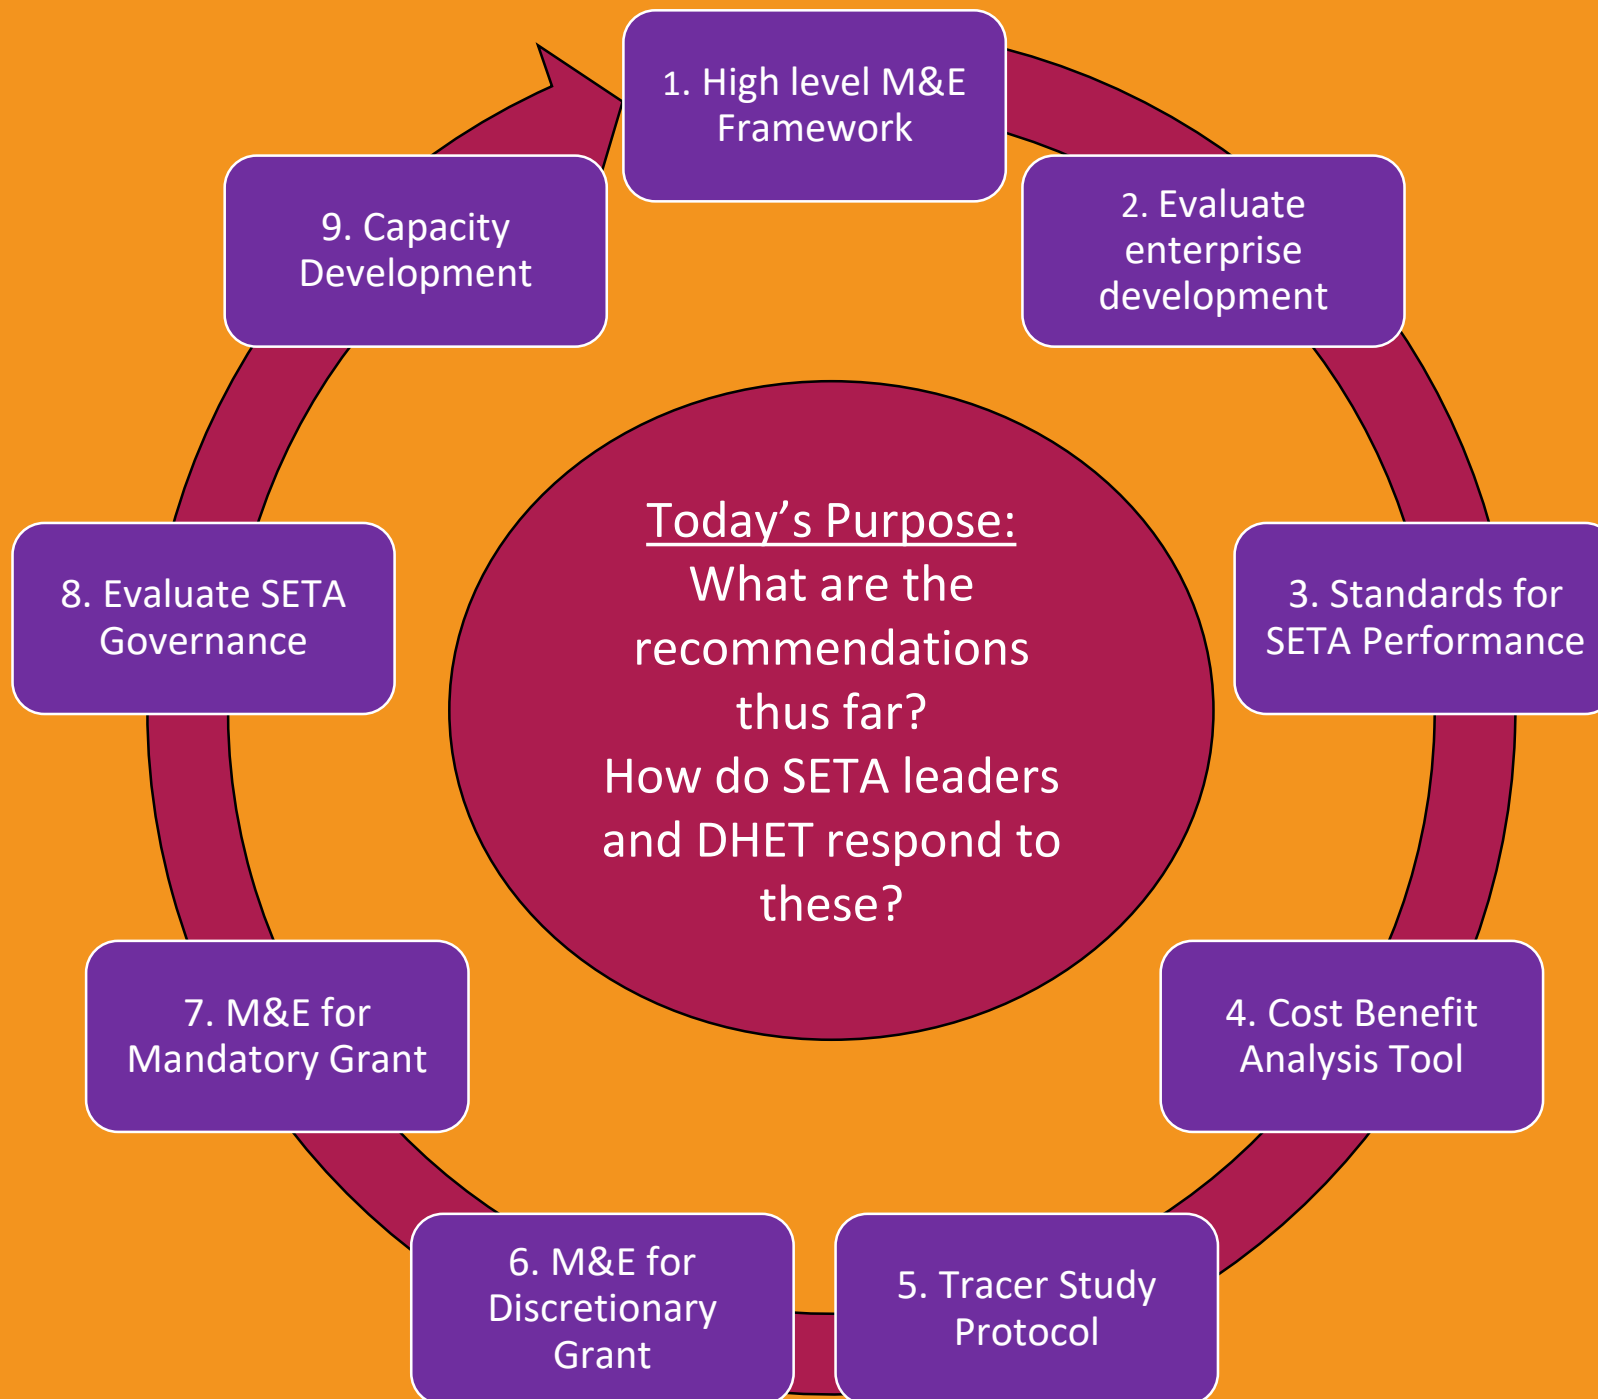 1. High level M&E
Framework
2. Evaluate
enterprise
development
3. Standards for
SETA Performance
4. Cost Benefit
Analysis Tool
5. Tracer Study
Protocol
6. M&E for
Discretionary
Grant
7. M&E for
Mandatory Grant
8. Evaluate SETA
Governance
9. Capacity
Development
Today’s Purpose:
What are the
recommendations
thus far?
How do SETA leaders
and DHET respond to
these?